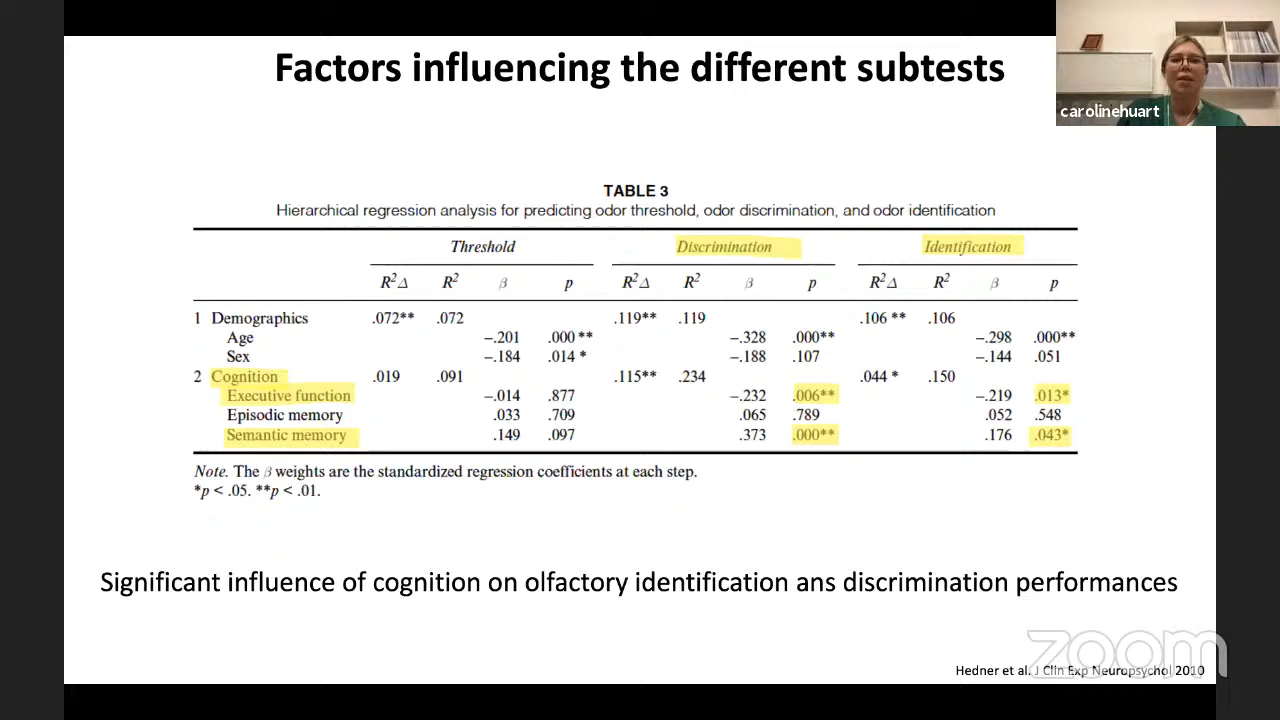 Factors influencing the different subtests
carolinehuart
TABLE 3
Hierarchical regression analysis for predicting odor threshold, odor discrimination, and odor identification
Threshold Discrimination Identification
R²Δ R² β p R²Δ R² β p R²Δ R² β p
1 Demographics .072** .072 .119** .119 .106 ** .106
Age –.201 .000 ** –.328 .000** –.298 .000**
Sex –.184 .014 * –.188 .107 –.144 .051
2 Cognition .019 .091 .115** .234 .044 * .150
Executive function –.014 .877 –.232 .006** –.219 .013*
Episodic memory .033 .709 .065 .789 .052 .548
Semantic memory .149 .097 .373 .000** .176 .043*
Note. The β weights are the standardized regression coefficients at each step.
*p < .05. **p < .01.
Significant influence of cognition on olfactory identification ans discrimination performances
zoom
Hedner et al. J Clin Exp Neuropsychol 2010